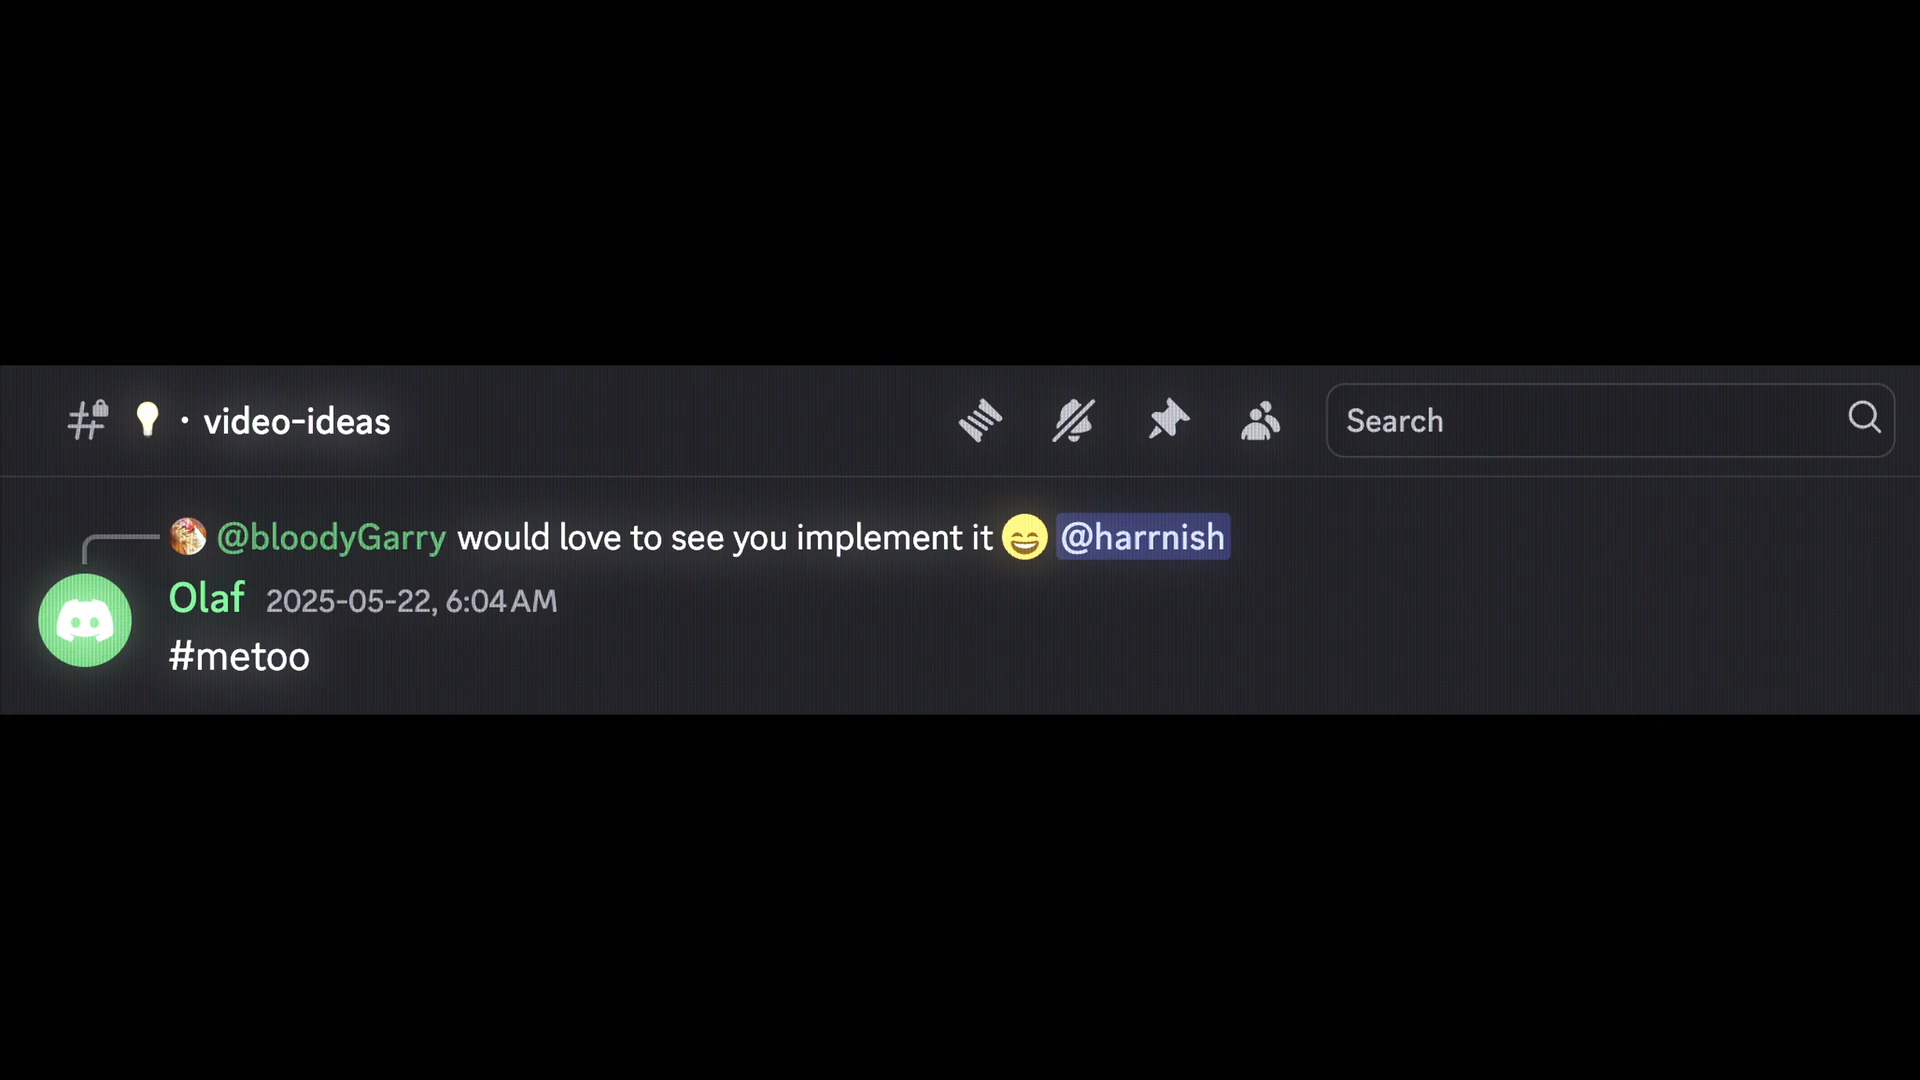 💡 · video-ideas
Search
@bloodyGarry would love to see you implement it 😄 @harrnish
Olaf 2025-05-22, 6:04 AM
#metoo